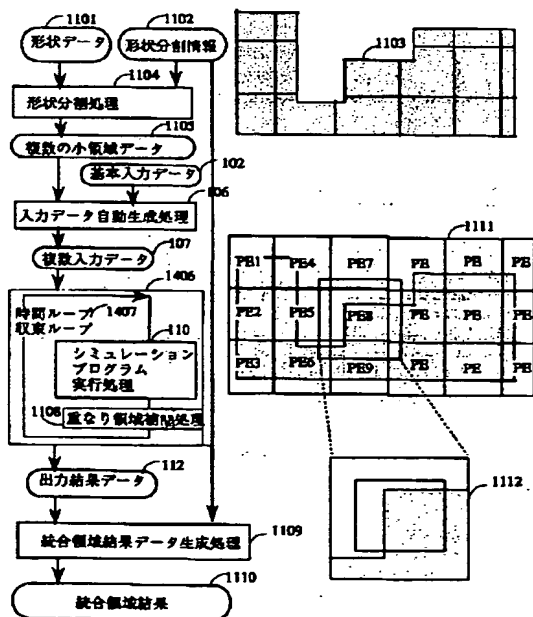 1101
1102
形状データ
形状分割情報
1103
1104
形状分割処理
1105
複数の小領域データ
102
基本入力データ
106
入力データ自動生成処理
107
複数入力データ
1406
時間ループ
1407
収束ループ
110
シミュレーション
プログラム
実行処理
1108
重なり領域補間処理
112
出力結果データ
統合領域結果データ生成処理
1109
1110
統合領域結果
1111
PE1 PE4 PE7 PE PE PE
PE2 PE5 PE8 PE PE PE
PE3 PE6 PE9 PE PE PE
1112